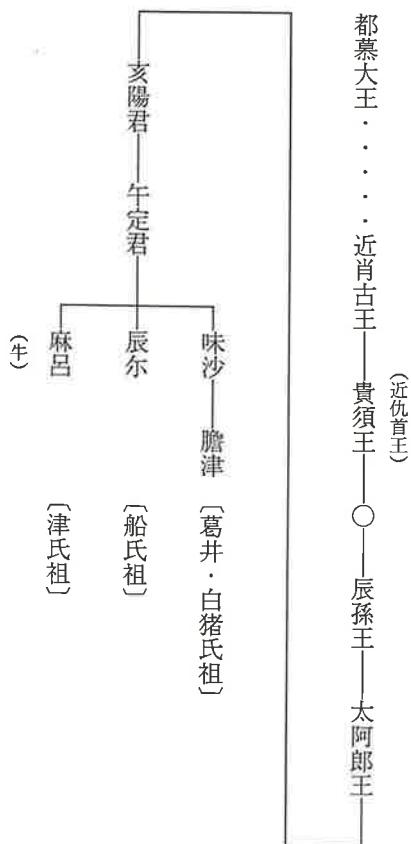 都慕大王・・・・・近肖古王―貴須王―○―辰孫王―太阿郎王
(近仇首王)
亥陽君―午定君
味沙―膽津〔葛井・白猪氏祖〕
辰尓〔船氏祖〕
麻呂〔津氏祖〕
(牛)